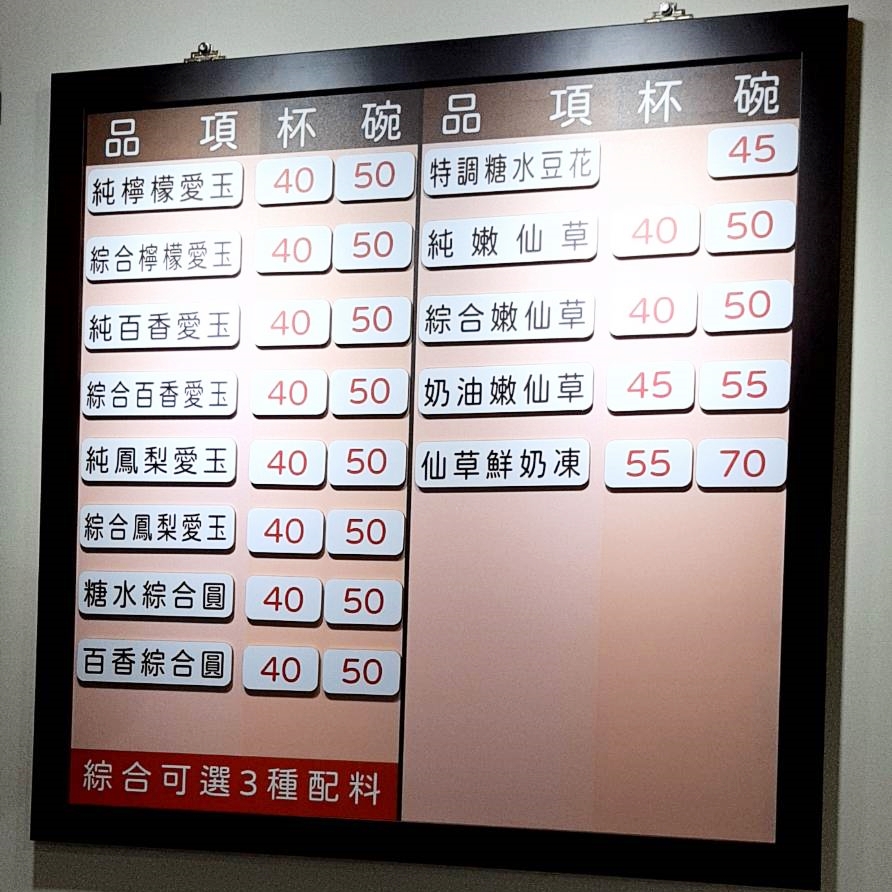 品 項 杯 碗
純檸檬愛玉 40 50
綜合檸檬愛玉 40 50
純百香愛玉 40 50
綜合百香愛玉 40 50
純鳳梨愛玉 40 50
綜合鳳梨愛玉 40 50
糖水綜合圓 40 50
百香綜合圓 40 50
綜合可選3種配料
品 項 杯 碗
特調糖水豆花 45
純嫩仙草 40 50
綜合嫩仙草 40 50
奶油嫩仙草 45 55
仙草鮮奶凍 55 70